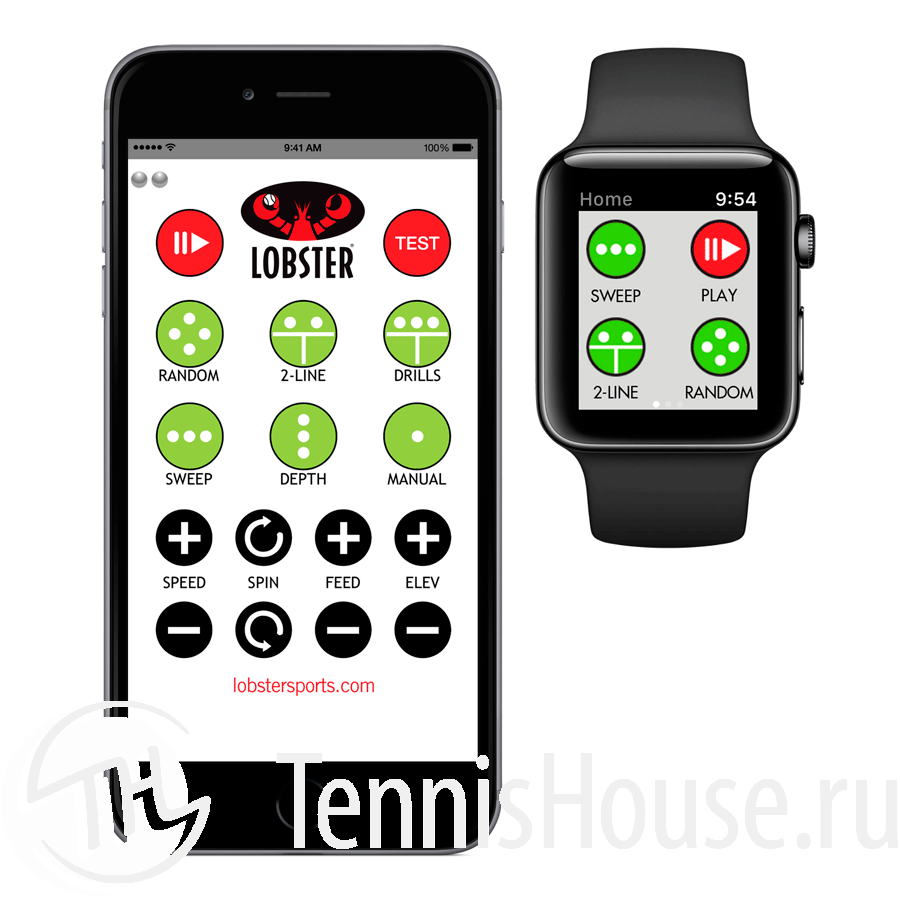 9:41 AM 100%
LOBSTER
TEST
RANDOM 2-LINE DRILLS
SWEEP DEPTH MANUAL
SPEED SPIN FEED ELEV
lobstersports.com
Home 9:54
SWEEP PLAY
2-LINE RANDOM
TH TennisHouse.ru